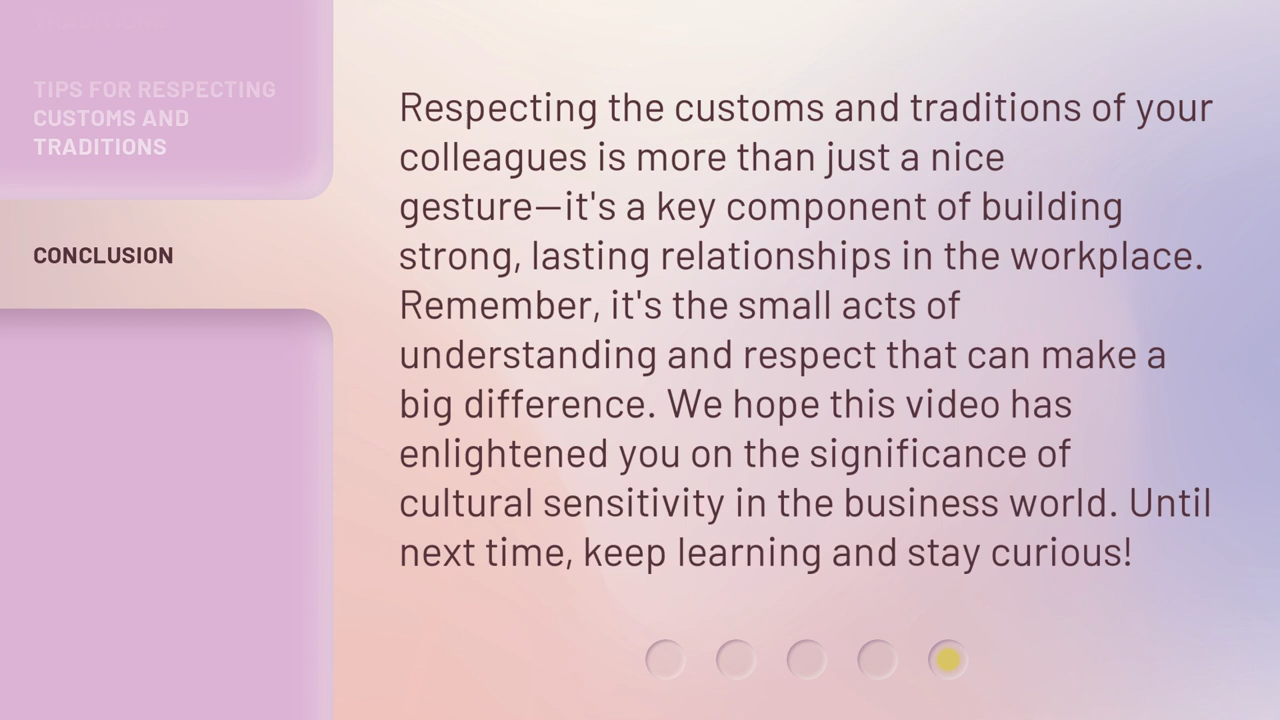 TIPS FOR RESPECTING
CUSTOMS AND
TRADITIONS
CONCLUSION
Respecting the customs and traditions of your
colleagues is more than just a nice
gesture—it's a key component of building
strong, lasting relationships in the workplace.
Remember, it's the small acts of
understanding and respect that can make a
big difference. We hope this video has
enlightened you on the significance of
cultural sensitivity in the business world. Until
next time, keep learning and stay curious!